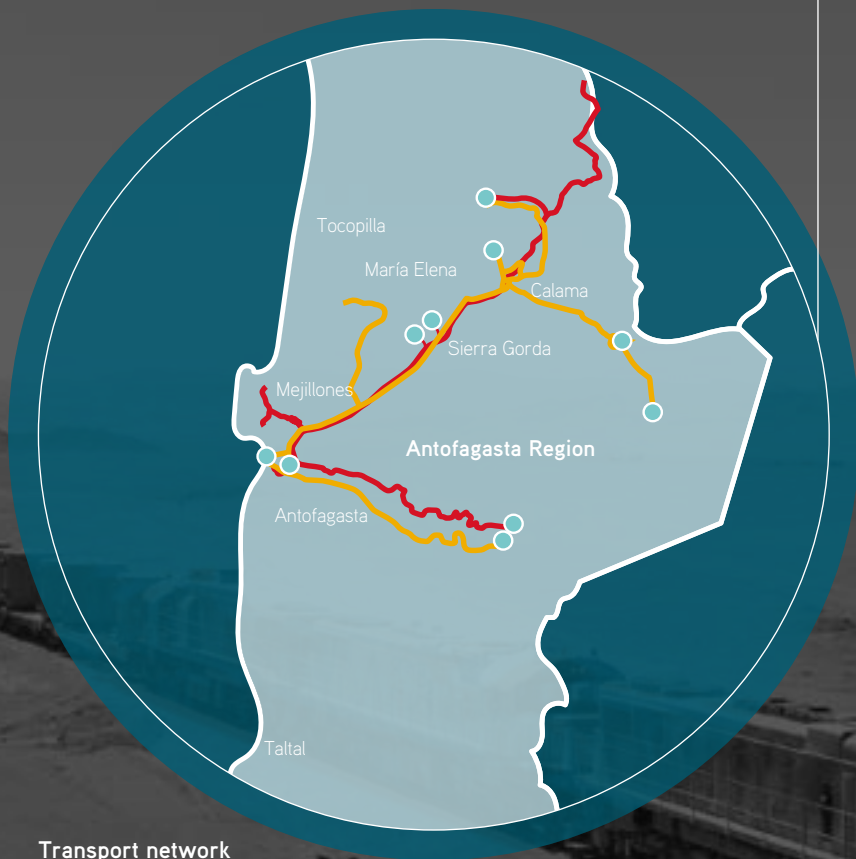 Tocopilla
María Elena
Calama
Sierra Gorda
Mejillones
Antofagasta Region
Antofagasta
Taltal
Transport network